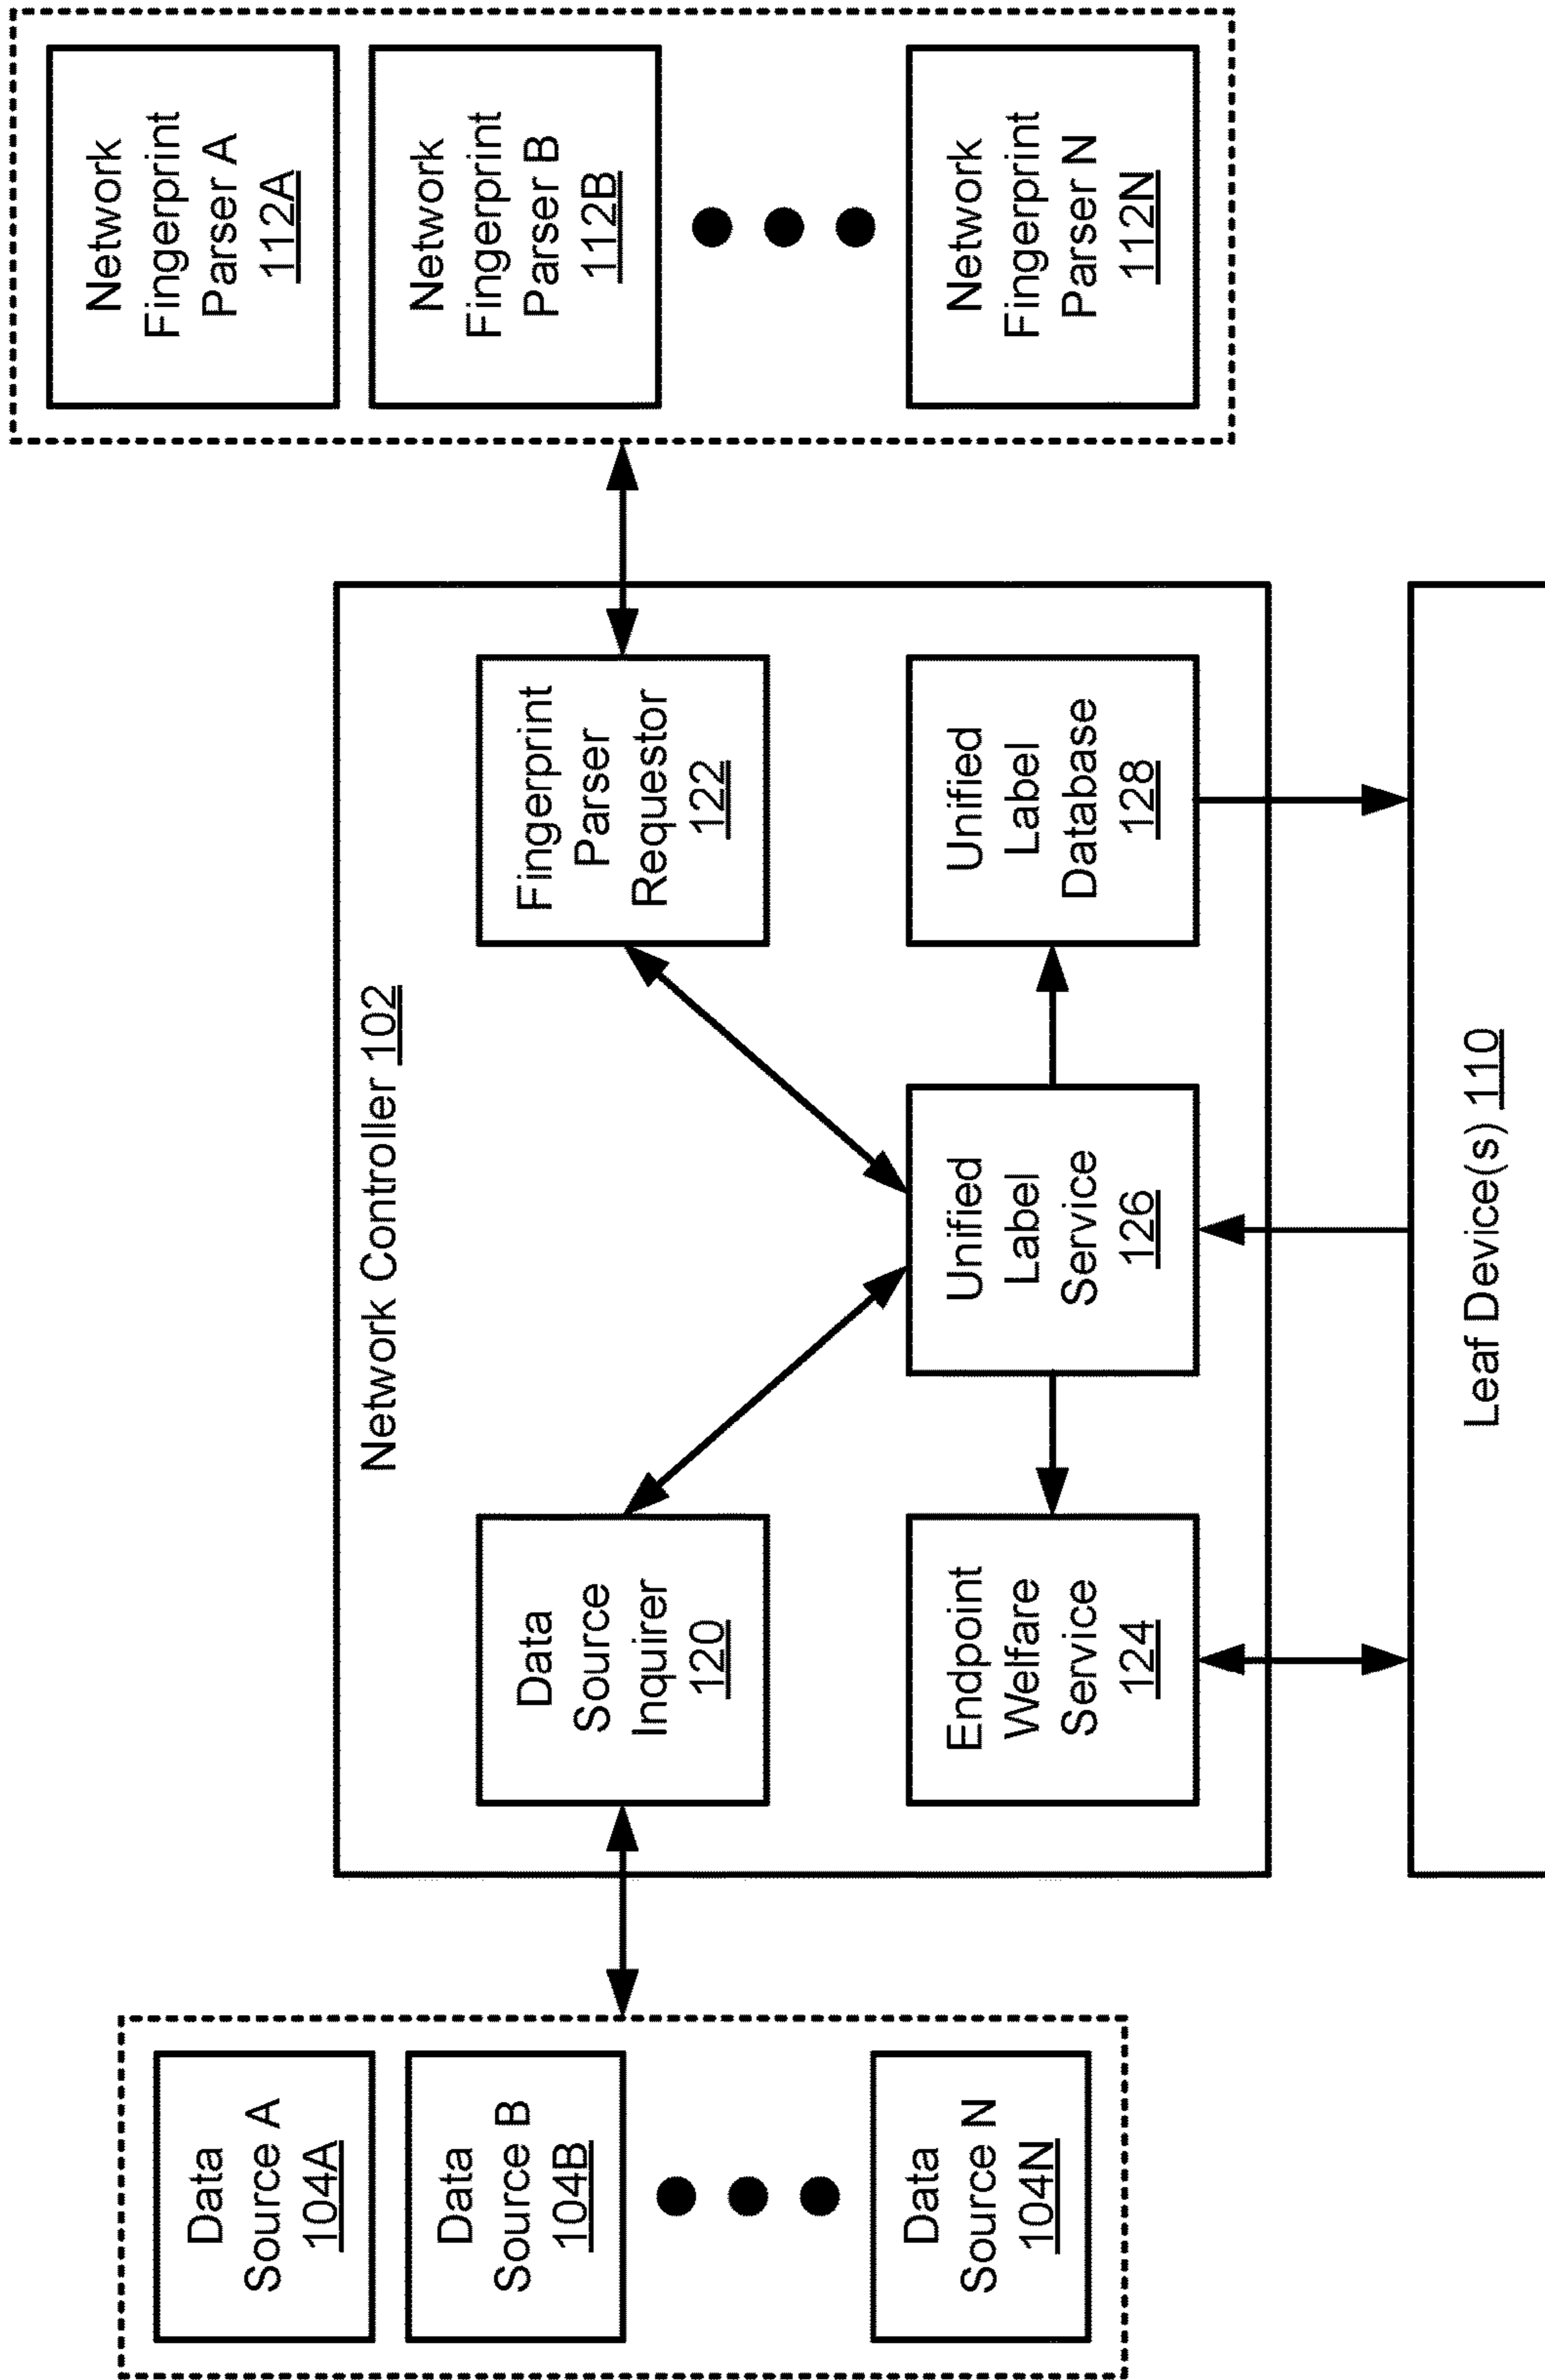 Data
Source A
104A
Data
Source B
104B
Data
Source N
104N
Network Controller 102
Data
Source
Inquirer
120
Fingerprint
Parser
Requestor
122
Endpoint
Welfare
Service
124
Unified
Label
Service
126
Unified
Label
Database
128
Network
Fingerprint
Parser A
112A
Network
Fingerprint
Parser B
112B
Network
Fingerprint
Parser N
112N
Leaf Device(s) 110